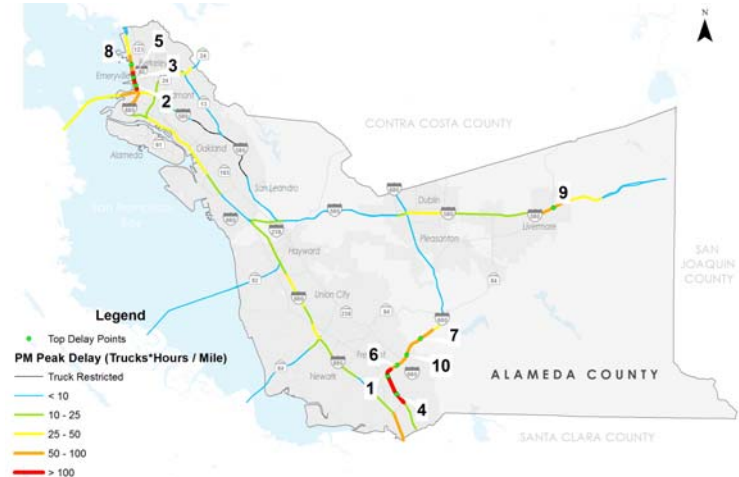 N
8
5
3
2
Emeryville
Berkeley
Alameda
Oakland
San Leandro
CONTRA COSTA COUNTY
9
Dublin
Livermore
Pleasanton
Hayward
SAN
JOAQUIN
COUNTY
Union City
7
6
10
Newark
1
4
ALAMEDA COUNTY
SANTA CLARA COUNTY
Legend
Top Delay Points
PM Peak Delay (Trucks*Hours / Mile)
Truck Restricted
< 10
10 - 25
25 - 50
50 - 100
> 100